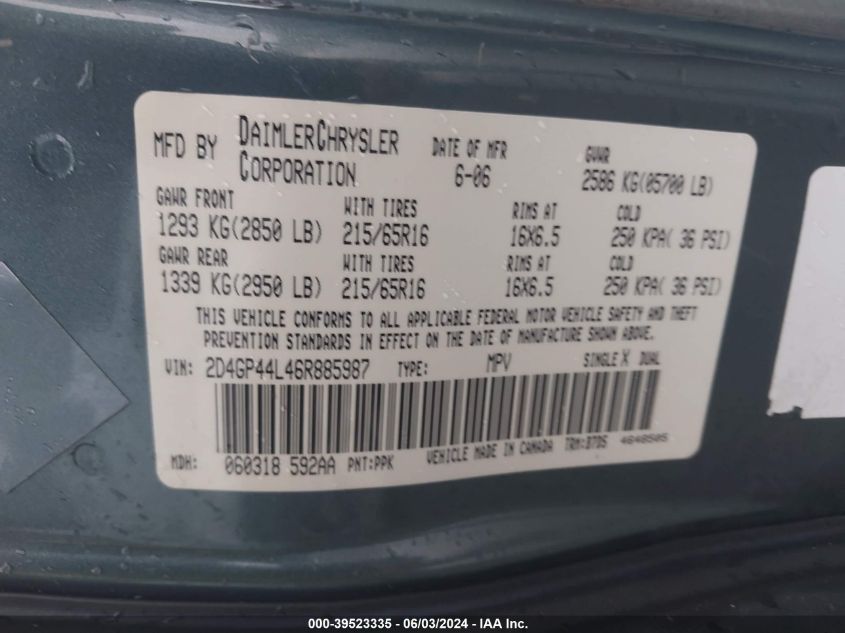 MFD BY DAIMLERCHRYSLER CORPORATION DATE OF MFR 6-06 GVWR 2586 KG(05700 LB)
GAWR FRONT WITH TIRES RIMS AT COLD
1293 KG(2850 LB) 215/65R16 16X6.5 250 KPA( 36 PSI)
GAWR REAR WITH TIRES RIMS AT COLD
1339 KG(2950 LB) 215/65R16 16X6.5 250 KPA( 36 PSI)
THIS VEHICLE CONFORMS TO ALL APPLICABLE FEDERAL MOTOR VEHICLE SAFETY AND THEFT
PREVENTION STANDARDS IN EFFECT ON THE DATE OF MANUFACTURE SHOWN ABOVE.
VIN: 2D4GP44L46R885987 TYPE: MPV SINGLE X DUAL
MDH: 060318 592AA PNT:PPK VEHICLE MADE IN CANADA TRM:B7D5 4648505
000-39523335 - 06/03/2024 - IAA Inc.